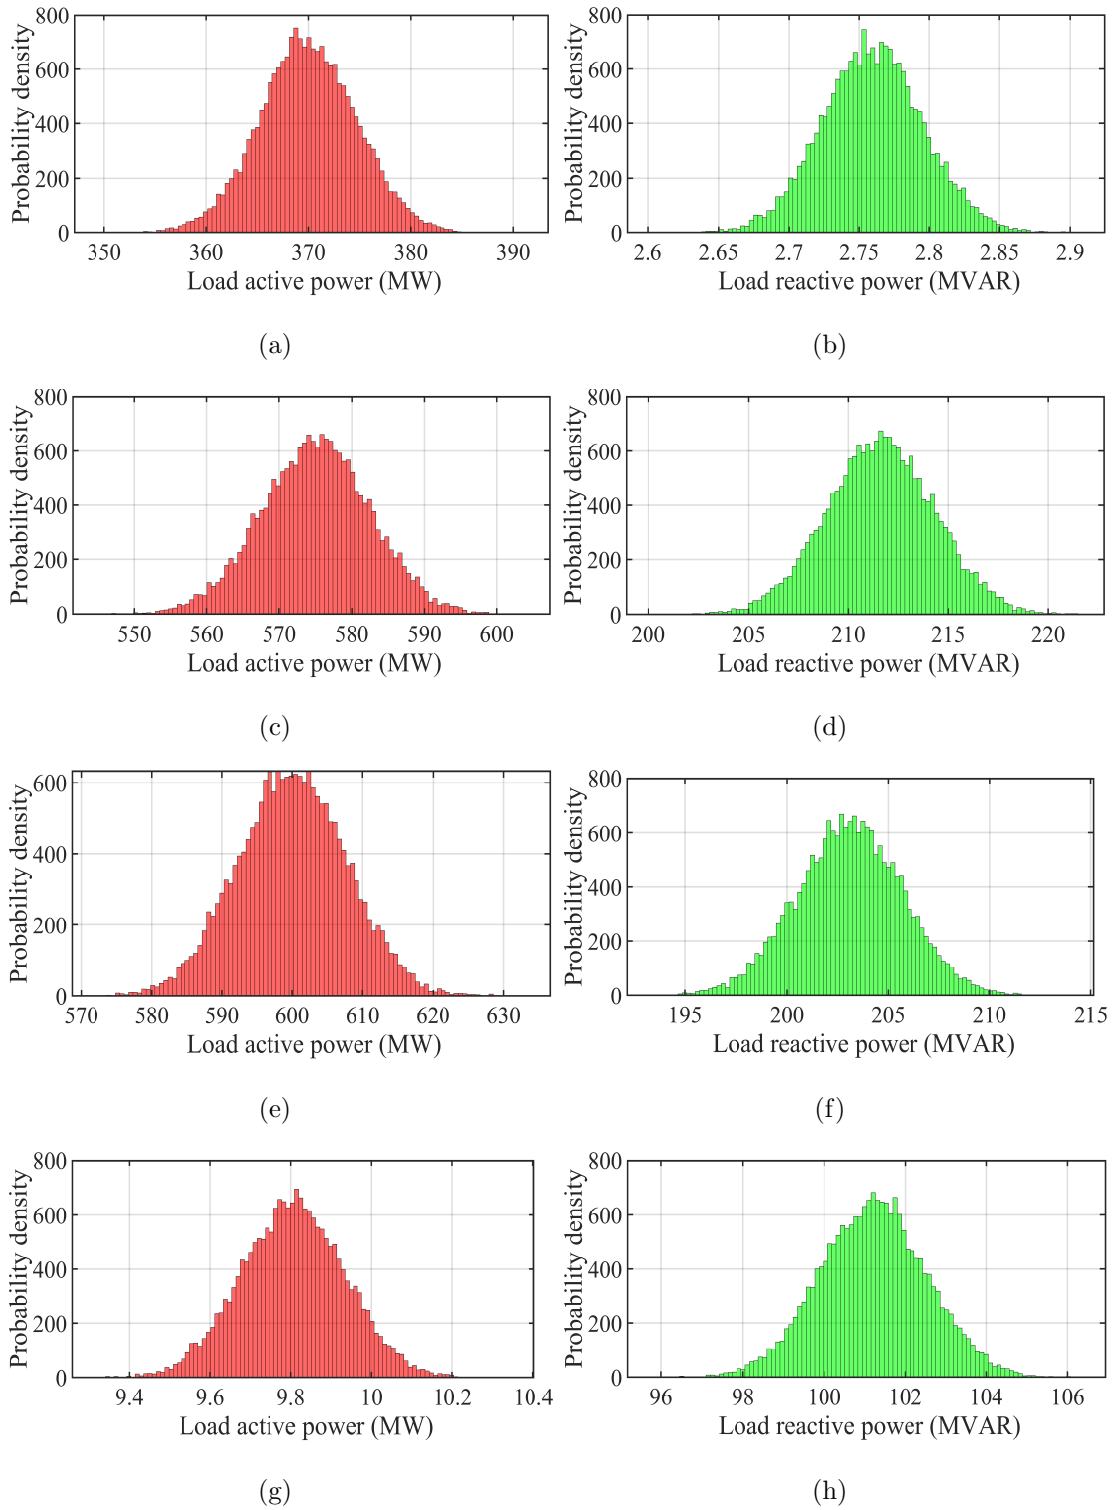 800
600
400
200
0
Probability density
350 360 370 380 390
Load active power (MW)
(a)
800
600
400
200
0
Probability density
2.6 2.65 2.7 2.75 2.8 2.85 2.9
Load reactive power (MVAR)
(b)
800
600
400
200
0
Probability density
550 560 570 580 590 600
Load active power (MW)
(c)
800
600
400
200
0
Probability density
200 205 210 215 220
Load reactive power (MVAR)
(d)
600
400
200
0
Probability density
570 580 590 600 610 620 630
Load active power (MW)
(e)
800
600
400
200
0
Probability density
195 200 205 210 215
Load reactive power (MVAR)
(f)
800
600
400
200
0
Probability density
9.4 9.6 9.8 10 10.2 10.4
Load active power (MW)
(g)
800
600
400
200
0
Probability density
96 98 100 102 104 106
Load reactive power (MVAR)
(h)